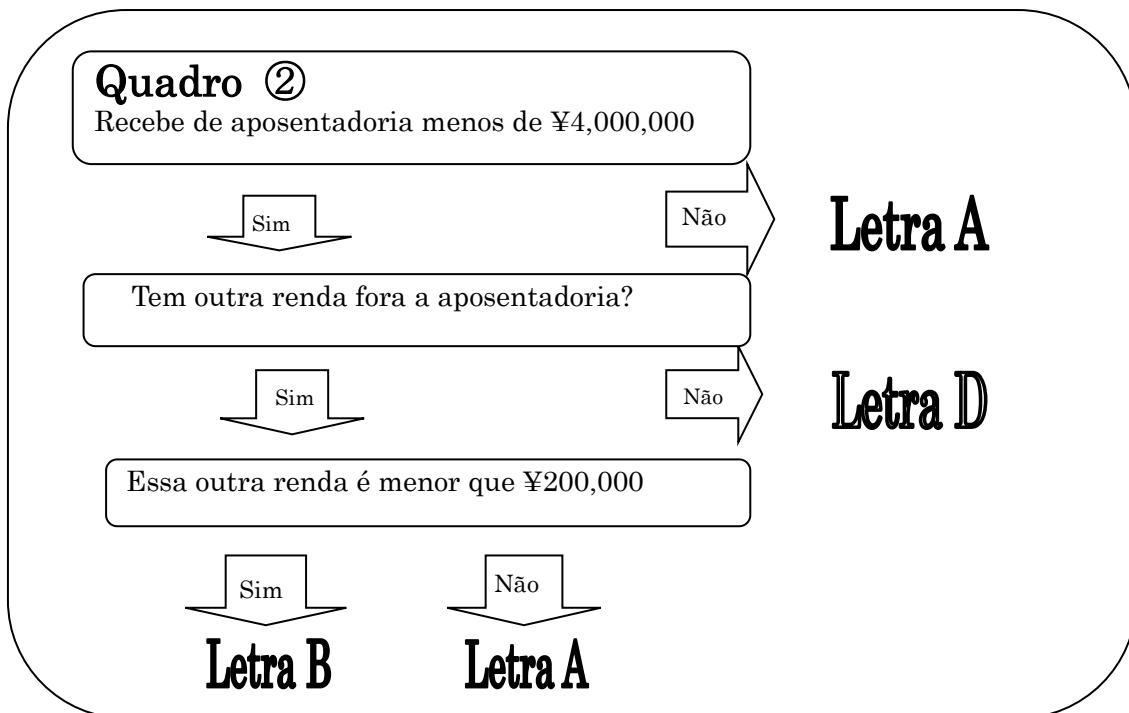 Quadro ②
Recebe de aposentadoria menos de ¥4,000,000
Sim
Não
Letra A
Tem outra renda fora a aposentadoria?
Sim
Não
Letra D
Essa outra renda é menor que ¥200,000
Sim
Não
Letra B
Letra A